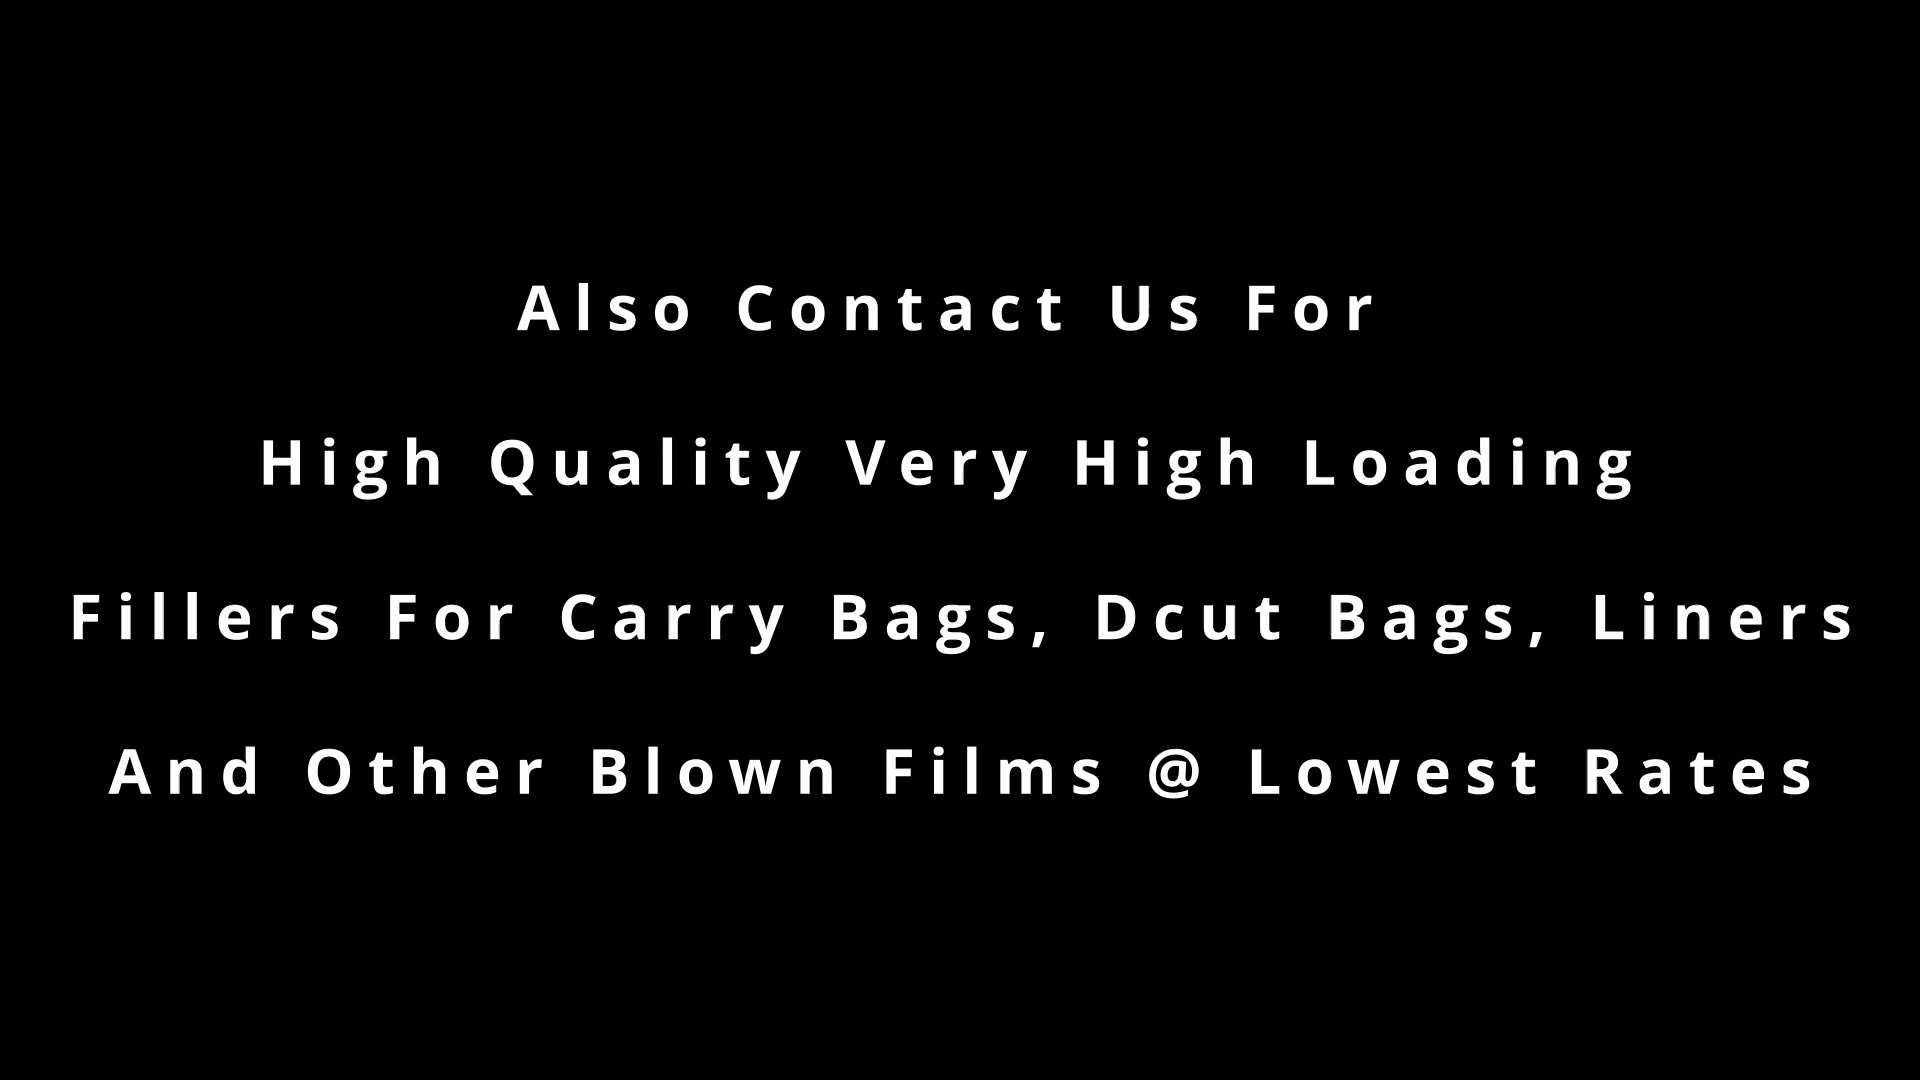 Also Contact Us For
High Quality Very High Loading
Fillers For Carry Bags, Dcut Bags, Liners
And Other Blown Films @ Lowest Rates